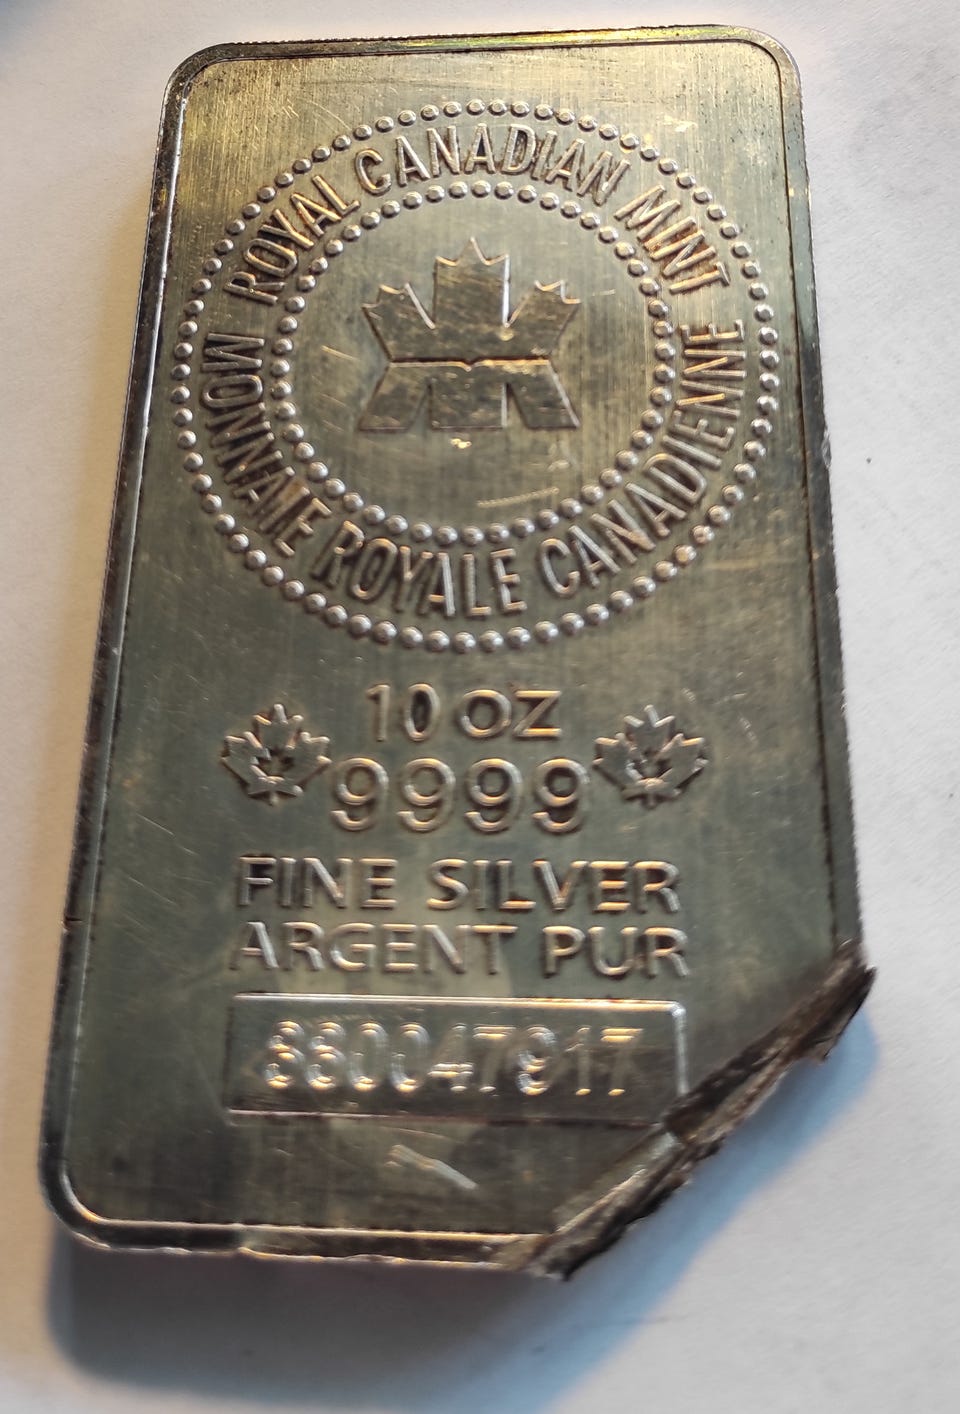 ROYAL CANADIAN MINT
MONNAIE ROYALE CANADIENNE
10 OZ
9999
FINE SILVER
ARGENT PUR